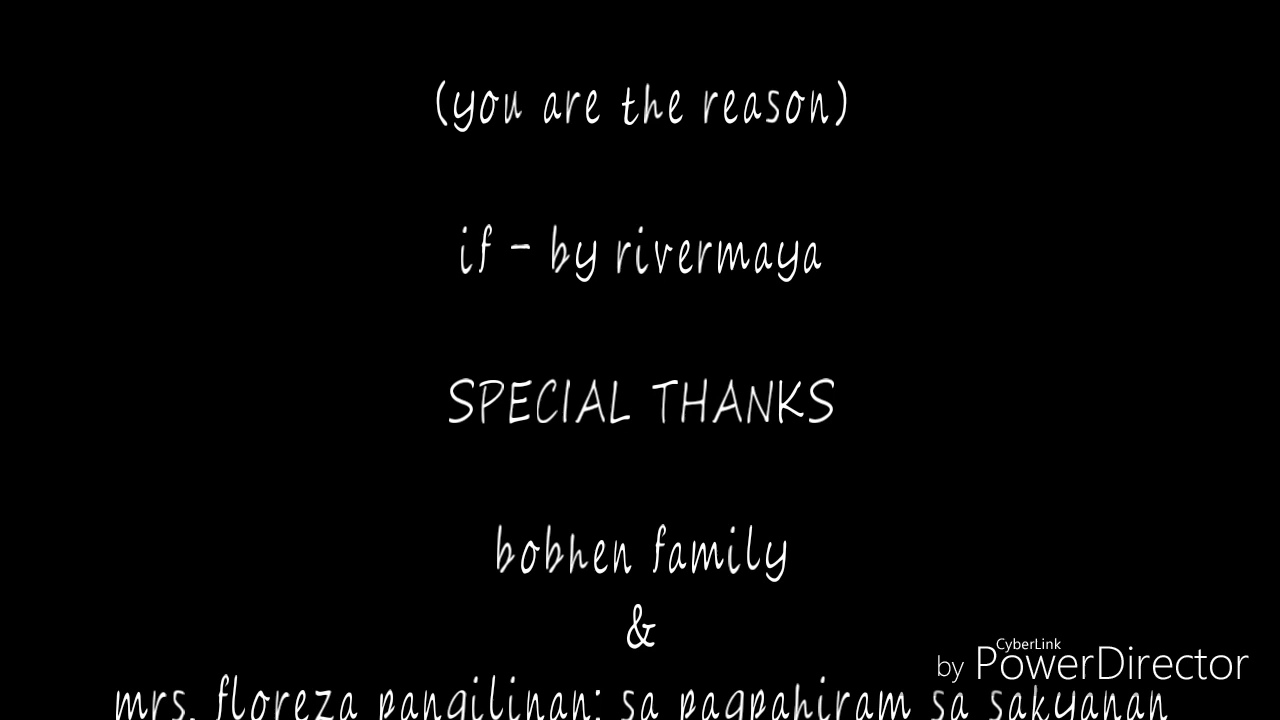 (you are the reason)
if - by rivermaya
SPECIAL THANKS
bobhen family
&
mrs. floreza pangilinan: sa pagpahiram sa sakyanan
CyberLink
by PowerDirector